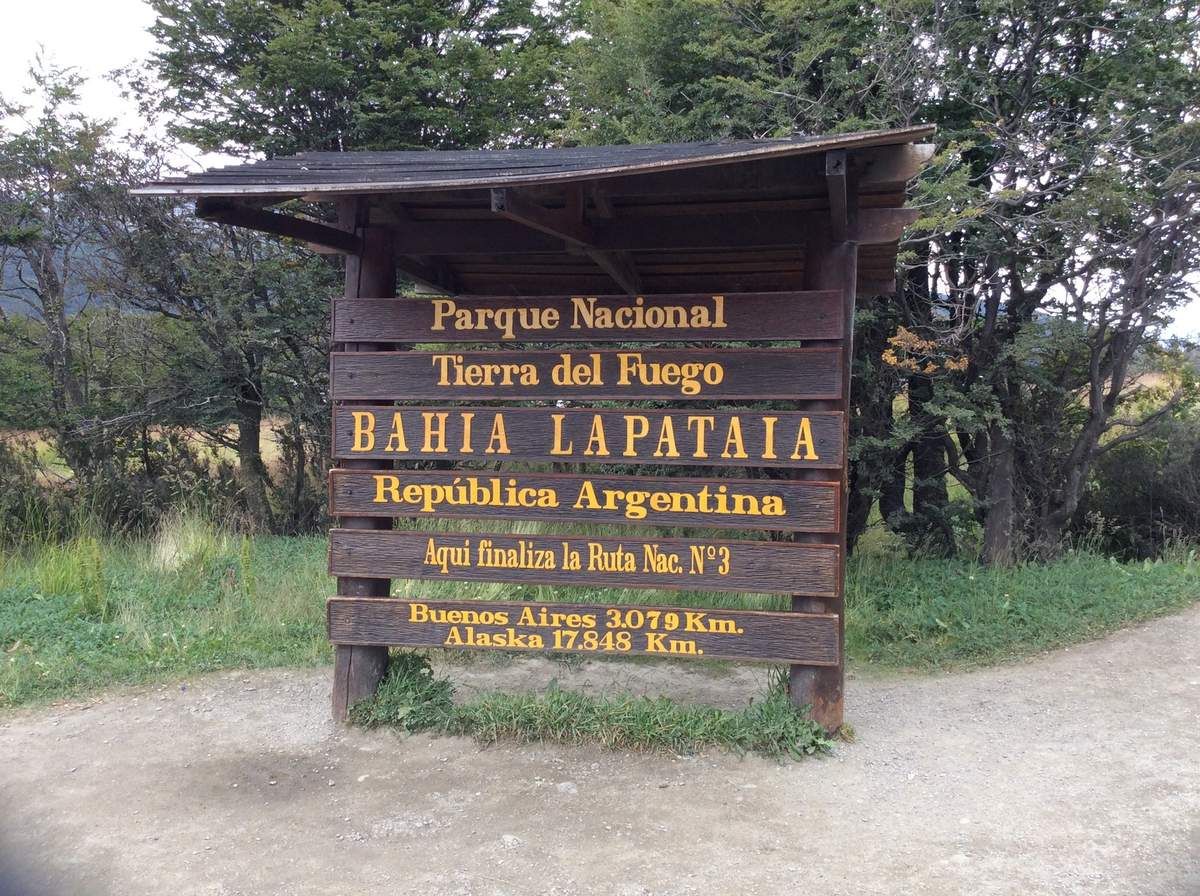 Parque Nacional
Tierra del Fuego
BAHIA LAPATAIA
República Argentina
Aqui finaliza la Ruta Nac. Nº3
Buenos Aires 3.079 Km.
Alaska 17.848 Km.